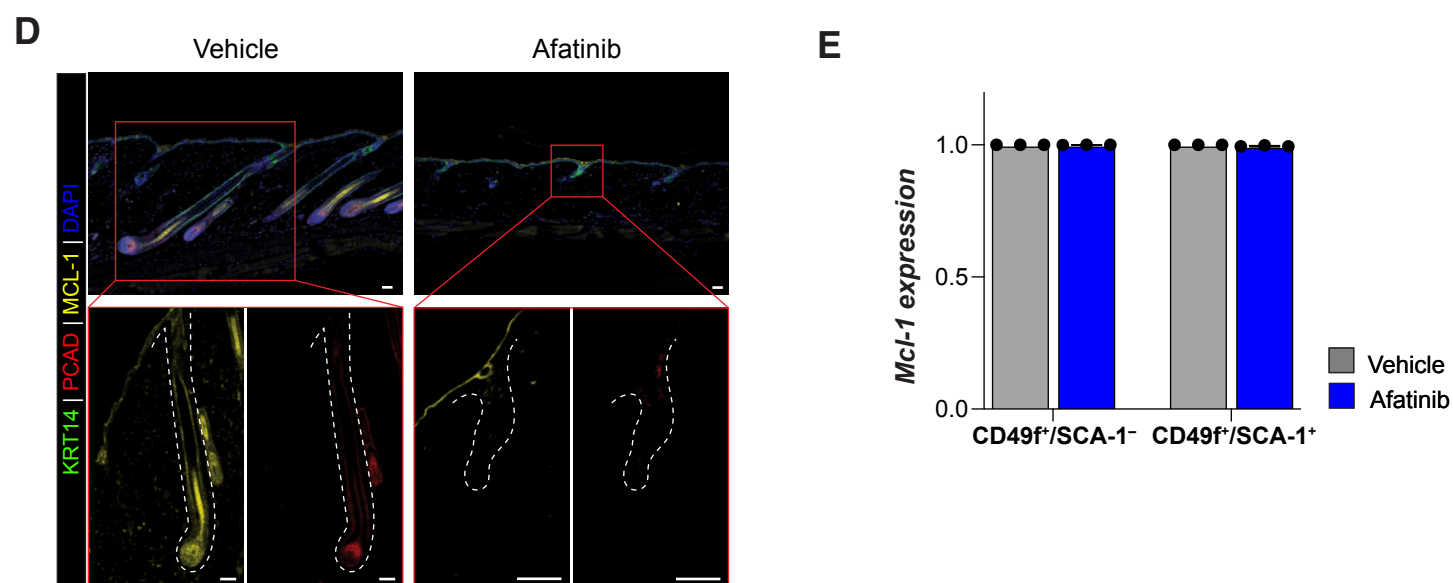 D
Vehicle
Afatinib
KRT14 | PCAD | MCL-1 | DAPI
E
Mcl-1 expression
1.0
0.5
0.0
CD49f⁺/SCA-1⁻
CD49f⁺/SCA-1⁺
Vehicle
Afatinib